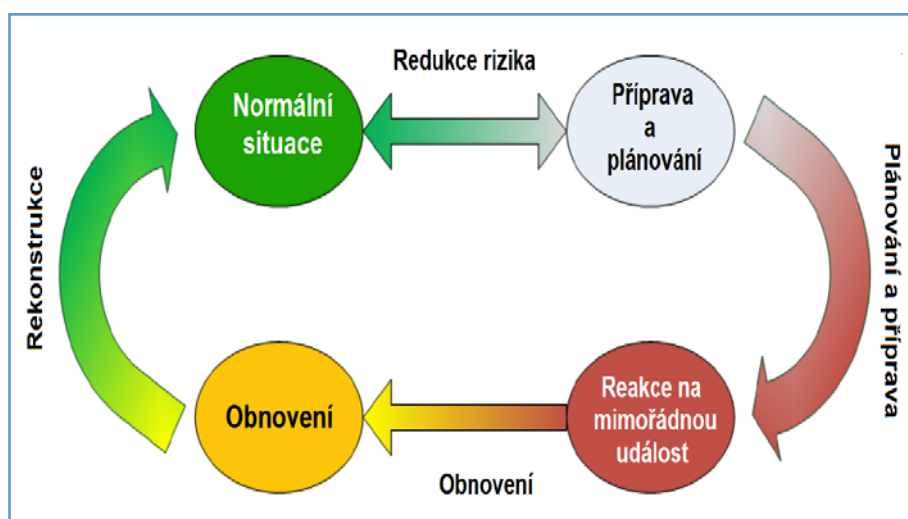 Redukce rizika
Normální
situace
Příprava
a
plánování
Rekonstrukce
Plánování a příprava
Obnovení
Reakce na
mimořádnou
událost
Obnovení